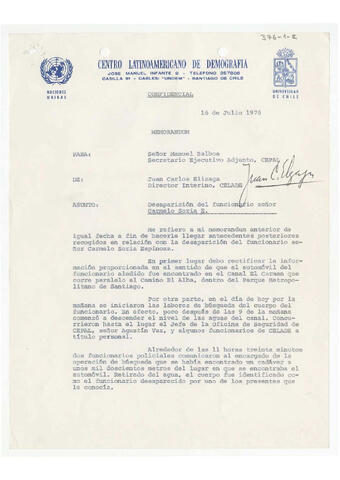 376-1-2
CENTRO LATINOAMERICANO DE DEMOGRAFIA
JOSE MANUEL INFANTE 9 - TELEFONO 257806
CASILLA 91 - CABLES: "UNDEM" - SANTIAGO DE CHILE
NACIONES
UNIDAS
UNIVERSIDAD
DE CHILE
CONFIDENCIAL
16 de Julio 1976
MEMORANDUM
PARA: Señor Manuel Balboa
Secretario Ejecutivo Adjunto, CEPAL
DE: Juan Carlos Elizaga
Director Interino, CELADE
Juan C. Elizaga
ASUNTO: Desaparición del funcionario señor
Carmelo Soria E.
Me refiero a mi memorandum anterior de
igual fecha a fin de hacerle llegar antecedentes posteriores
recogidos en relación con la desaparición del funcionario se-
ñor Carmelo Soria Espinoza.
En primer lugar debo rectificar la información
proporcionada en el sentido de que el automóvil del
funcionario aludido fue encontrado en el Canal El Carmen que
corre paralelo al Camino El Alba, dentro del Parque Metropoli-
tano de Santiago.
Por otra parte, en el día de hoy por la
mañana se iniciaron las labores de búsqueda del cuerpo del
funcionario. En efecto, poco después de las 9 de la mañana
comenzó a descender el nivel de las aguas del canal. Concu-
rrieron hasta el lugar el Jefe de la Oficina de Seguridad de
CEPAL, señor Agustín Vaz, y algunos funcionarios de CELADE a
título personal.
Alrededor de las 11 horas treinta minutos
dos funcionarios policiales comunicaron al encargado de la
operación de búsqueda que se había encontrado un cadáver a
unos mil doscientos metros del lugar en que se encontraba el
automóvil. Retirado del agua, el cuerpo fue identificado co-
mo el funcionario desaparecido por uno de los presentes que
le conocía.